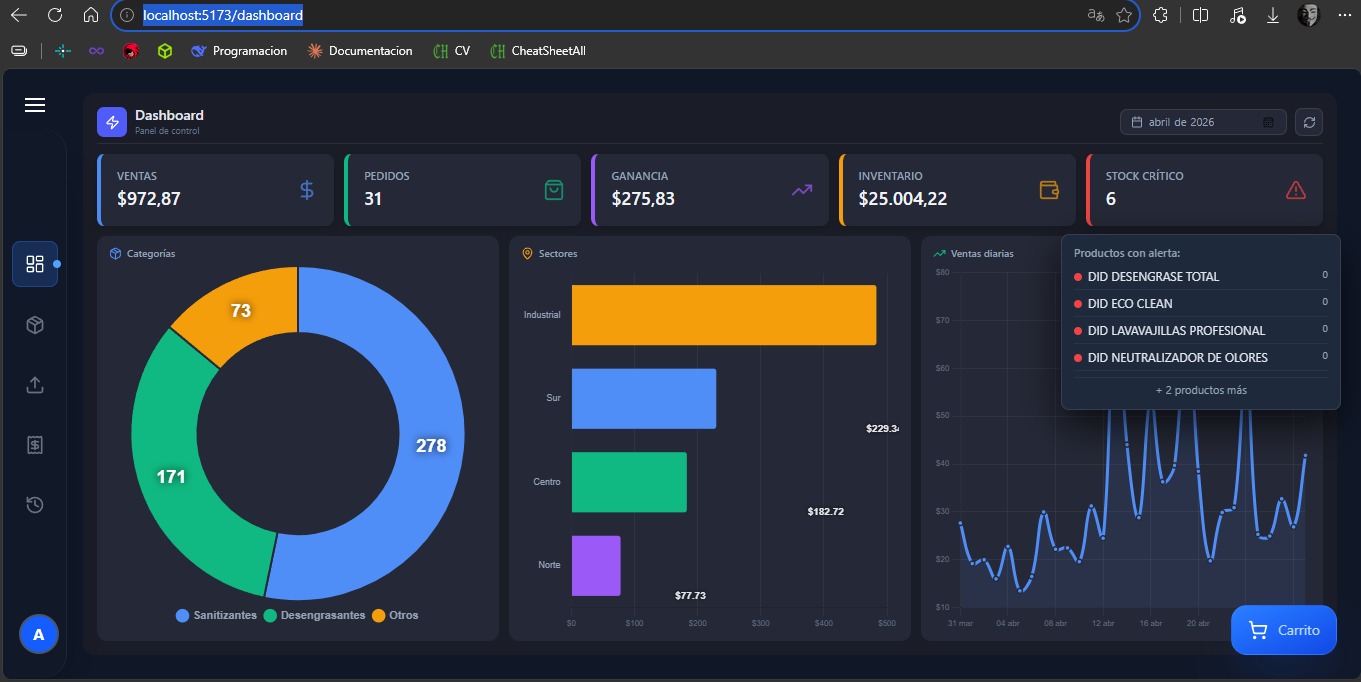 localhost:5173/dashboard
Programacion
Documentacion
CV
CheatSheetAll
Dashboard
Panel de control
abril de 2026
VENTAS
$972,87
PEDIDOS
31
GANANCIA
$275,83
INVENTARIO
$25.004,22
STOCK CRÍTICO
6
Categorías
73
278
171
Sanitizantes
Desengrasantes
Otros
Sectores
Industrial
Sur
$229.34
Centro
$182.72
Norte
$77.73
$0
$100
$200
$300
$400
$500
Ventas diarias
$80
$70
$60
$50
$40
$30
$20
$10
31 mar
04 abr
08 abr
12 abr
16 abr
20 abr
Productos con alerta:
DID DESENGRASE TOTAL 0
DID ECO CLEAN 0
DID LAVAVAJILLAS PROFESIONAL 0
DID NEUTRALIZADOR DE OLORES 0
+ 2 productos más
A
Carrito